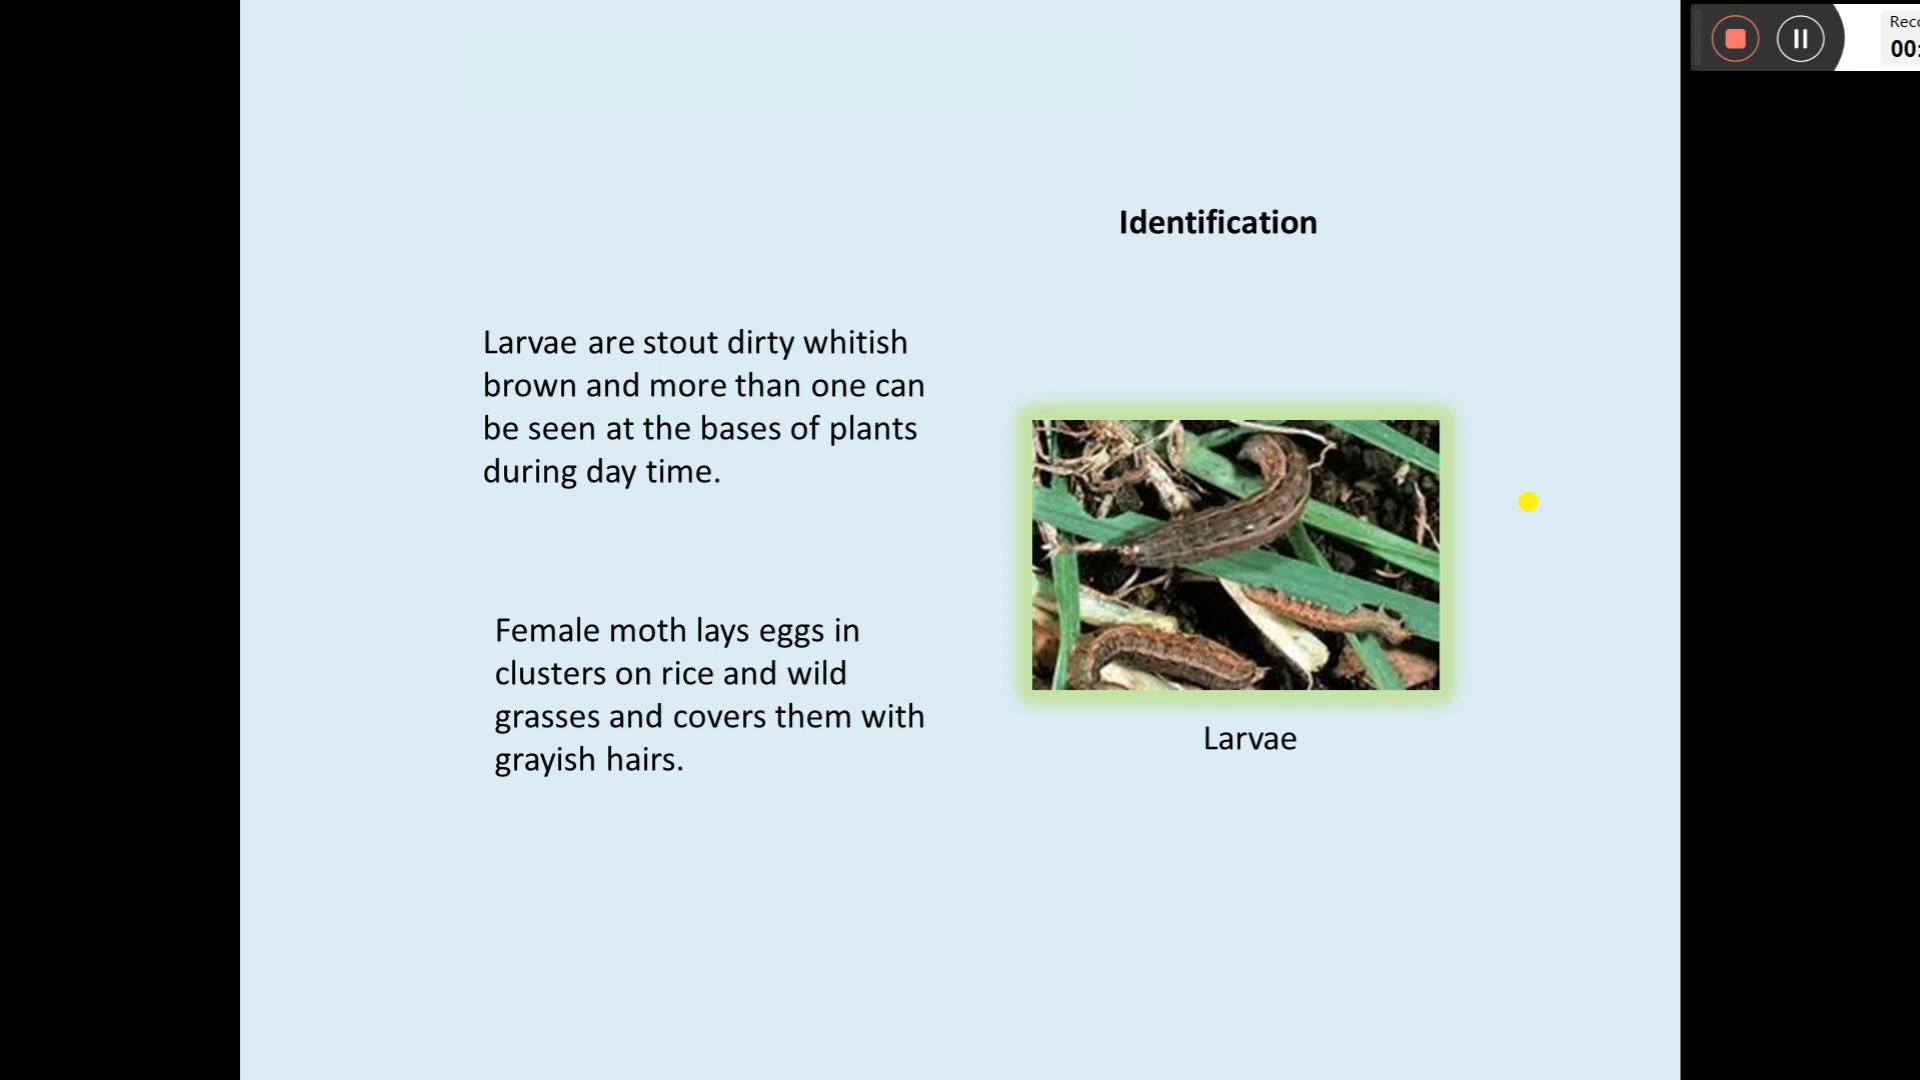 Identification
Larvae are stout dirty whitish
brown and more than one can
be seen at the bases of plants
during day time.
Female moth lays eggs in
clusters on rice and wild
grasses and covers them with
grayish hairs.
Larvae
00: